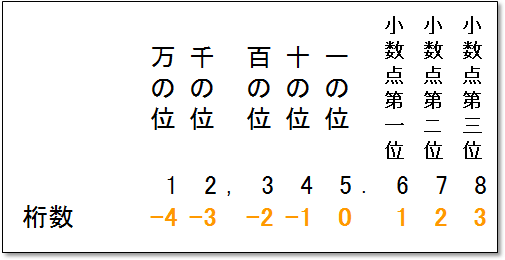 万の位
千の位
百の位
十の位
一の位
小数点第一位
小数点第二位
小数点第三位
1 2 , 3 4 5 . 6 7 8
桁数 -4 -3 -2 -1 0 1 2 3